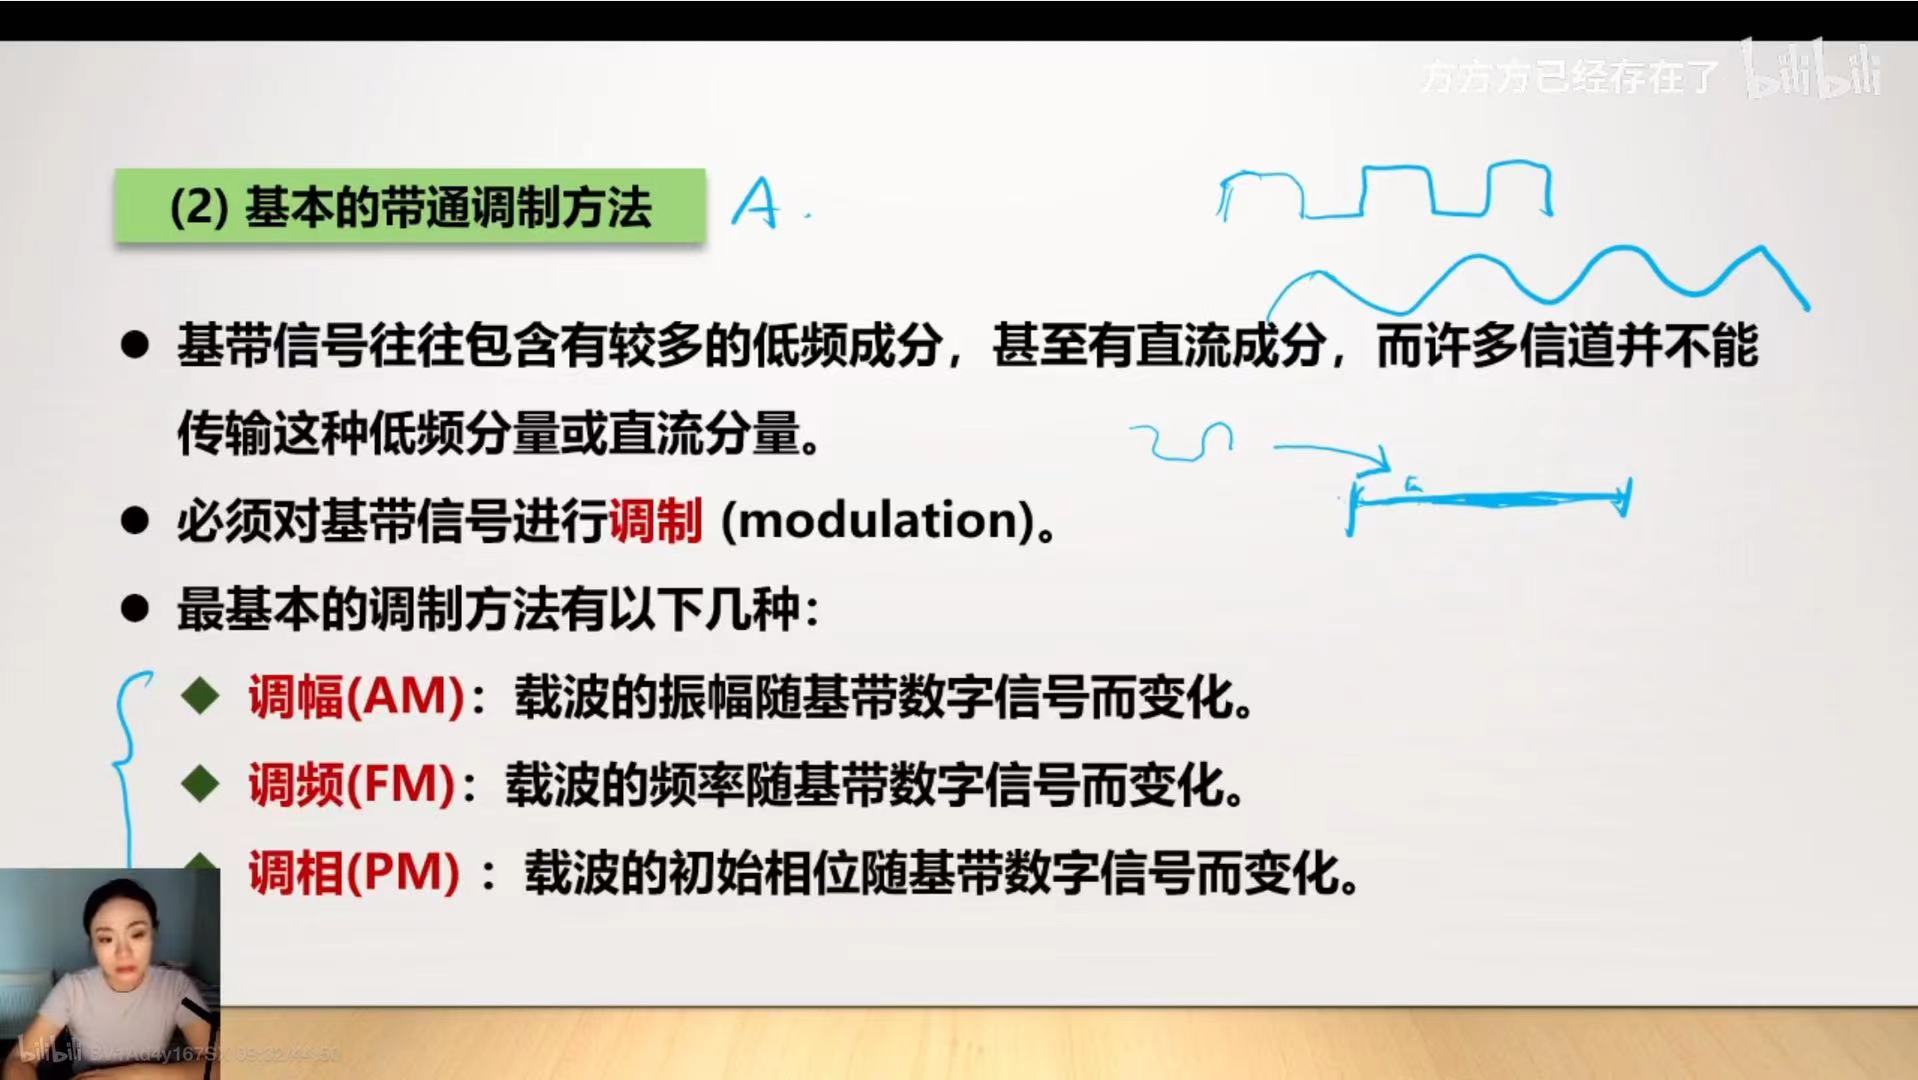 方方方已经存在了 bilibili
(2) 基本的带通调制方法 A.
● 基带信号往往包含有较多的低频成分，甚至有直流成分，而许多信道并不能
传输这种低频分量或直流分量。
● 必须对基带信号进行调制 (modulation)。
● 最基本的调制方法有以下几种：
◆ 调幅(AM)：载波的振幅随基带数字信号而变化。
◆ 调频(FM)：载波的频率随基带数字信号而变化。
◆ 调相(PM) ：载波的初始相位随基带数字信号而变化。
bilibili